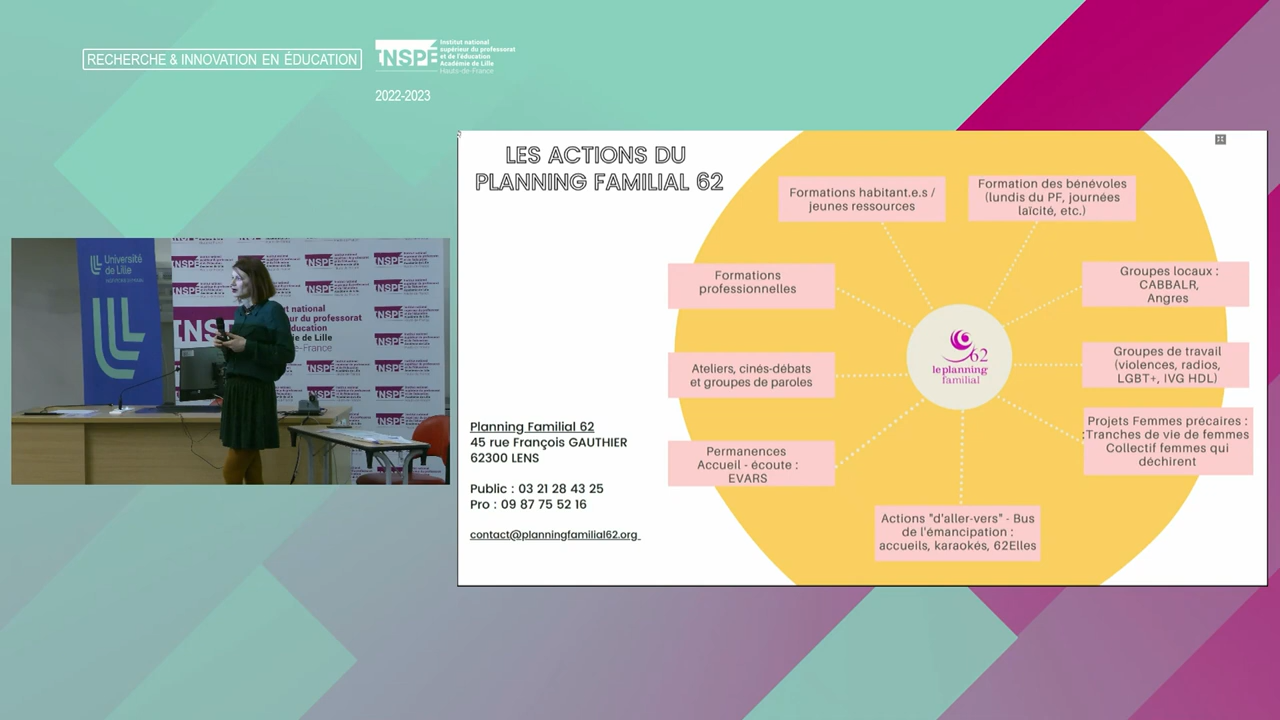 RECHERCHE & INNOVATION EN ÉDUCATION
INSPÉ
Institut national
supérieur du professorat
et de l'éducation
Académie de Lille
Hauts-de-France
2022-2023
Université
de Lille
LES ACTIONS DU
PLANNING FAMILIAL 62
Planning Familial 62
45 rue François GAUTHIER
62300 LENS
Public : 03 21 28 43 25
Pro : 09 87 75 52 16
contact@planningfamilial62.org
Formations habitant.e.s /
jeunes ressources
Formation des bénévoles
(lundis du PF, journées
laïcité, etc.)
Formations
professionnelles
Groupes locaux :
CABBALR,
Angres
Ateliers, cinés-débats
et groupes de paroles
62
le planning
familial
Groupes de travail
(violences, radios,
LGBT+, IVG HDL)
Permanences
Accueil - écoute :
EVARS
Projets Femmes précaires :
:Tranches de vie de femmes
Collectif femmes qui
déchirent
Actions "d'aller-vers" - Bus
de l'émancipation :
accueils, karaokés, 62Elles